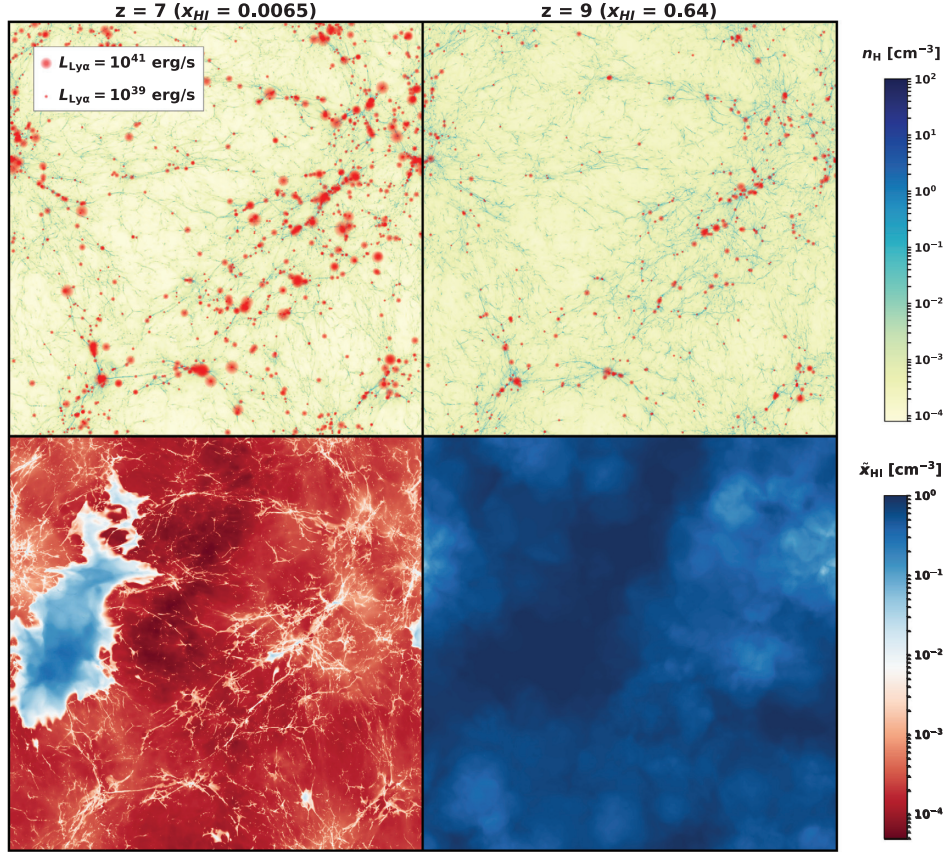 z = 7 (x_HI = 0.0065)
z = 9 (x_HI = 0.64)
L_Lyα = 10^41 erg/s
L_Lyα = 10^39 erg/s
n_H [cm⁻³]
10^2
10^1
10^0
10^−1
10^−2
10^−3
10^−4
x̃_HI [cm⁻³]
10^0
10^−1
10^−2
10^−3
10^−4